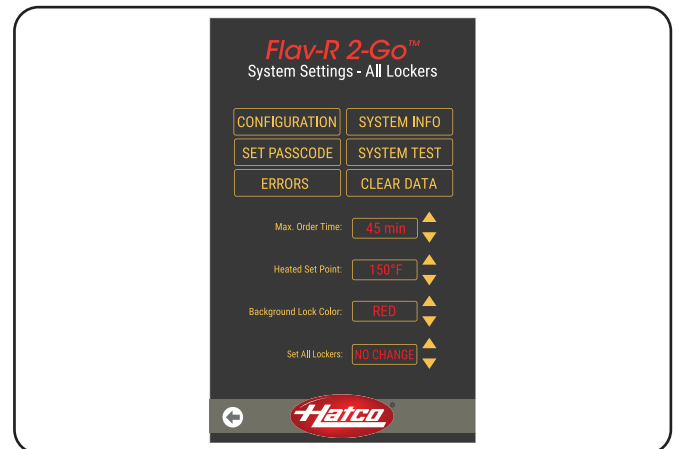 Flav-R 2-Go™
System Settings - All Lockers
CONFIGURATION SYSTEM INFO
SET PASSCODE SYSTEM TEST
ERRORS CLEAR DATA
Max. Order Time: 45 min
Heated Set Point: 150°F
Background Lock Color: RED
Set All Lockers: NO CHANGE
Hatco®